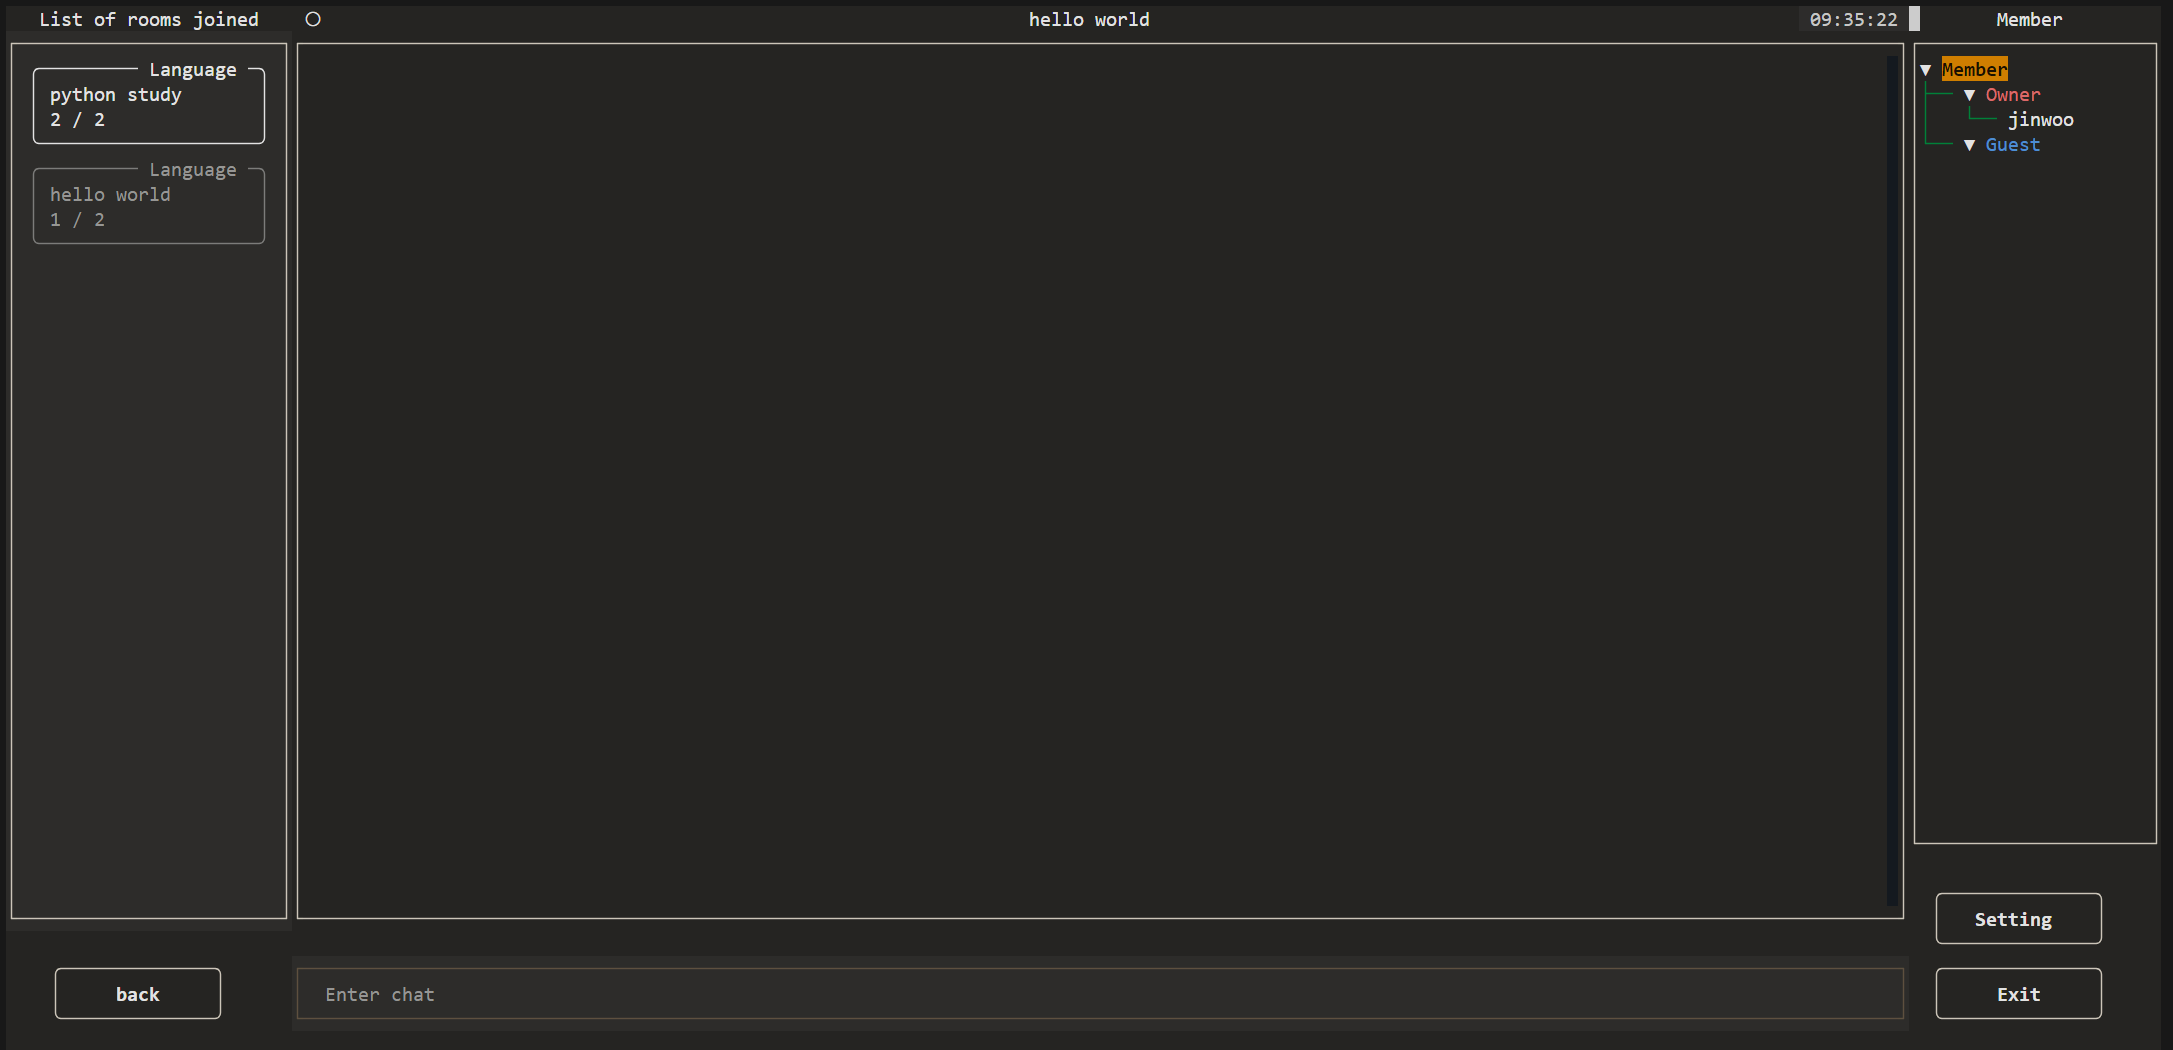 List of rooms joined
Language
python study
2 / 2
Language
hello world
1 / 2
back
hello world
09:35:22
Enter chat
Member
Member
Owner
jinwoo
Guest
Setting
Exit